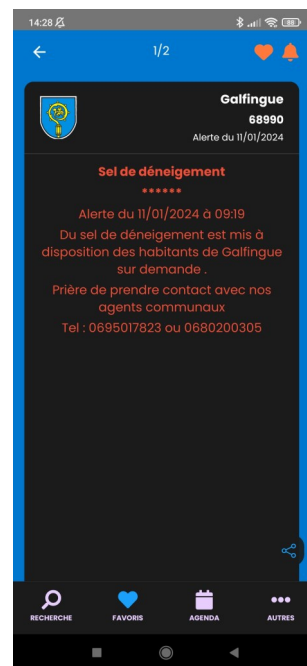 14:28
1/2
Galfingue
68990
Alerte du 11/01/2024
Sel de déneigement
******
Alerte du 11/01/2024 à 09:19
Du sel de déneigement est mis à
disposition des habitants de Galfingue
sur demande .
Prière de prendre contact avec nos
agents communaux
Tel : 0695017823 ou 0680200305
RECHERCHE
FAVORIS
AGENDA
AUTRES